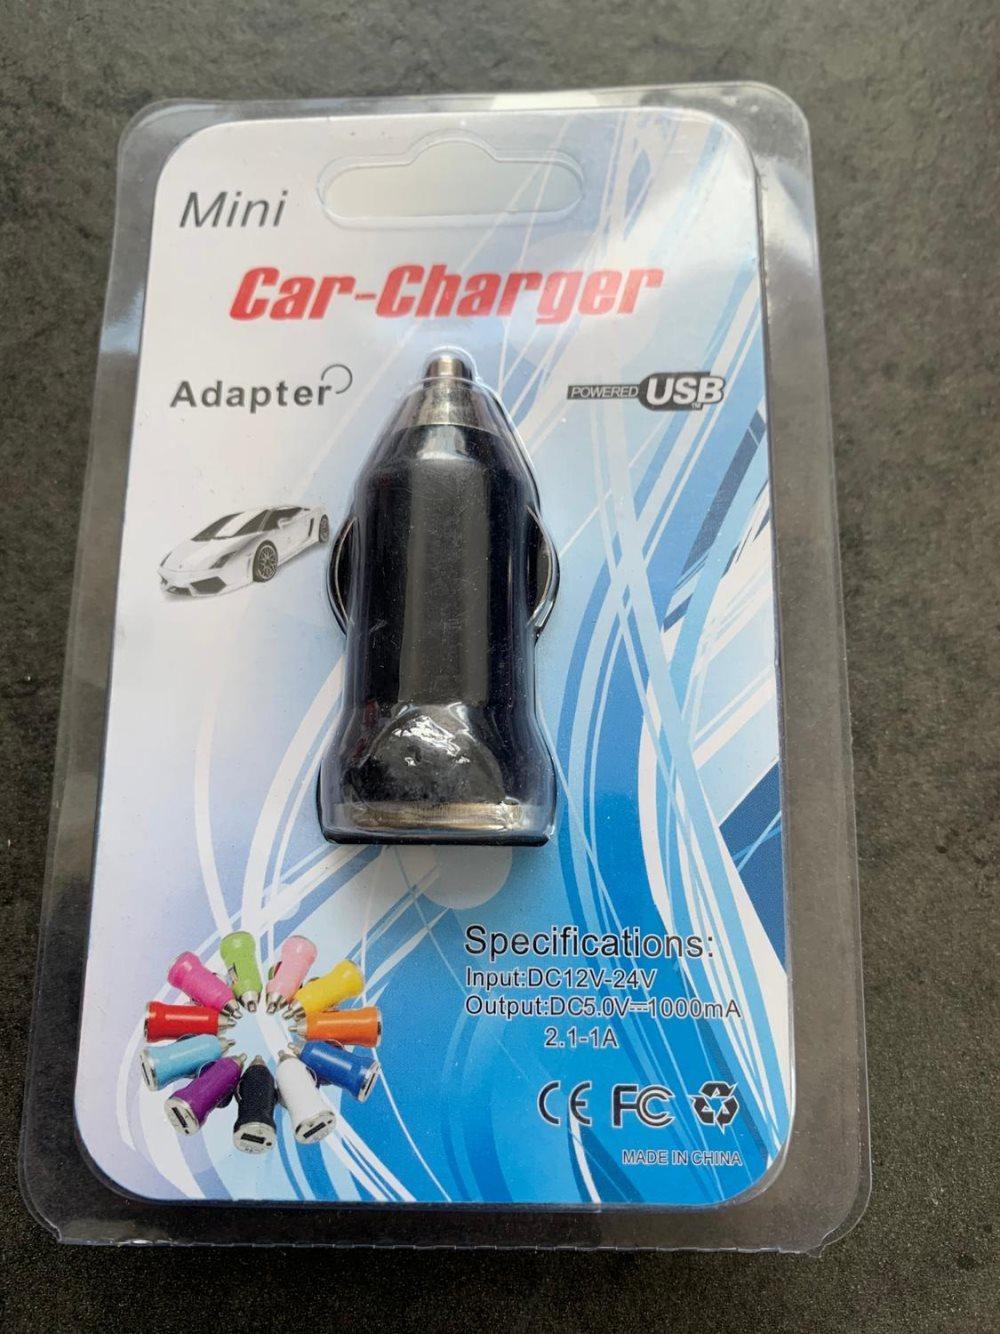 Mini
Car-Charger
Adapter
POWERED USB™
Specifications:
Input:DC12V-24V
Output:DC5.0V⎓1000mA
2.1-1A
CE FC
MADE IN CHINA